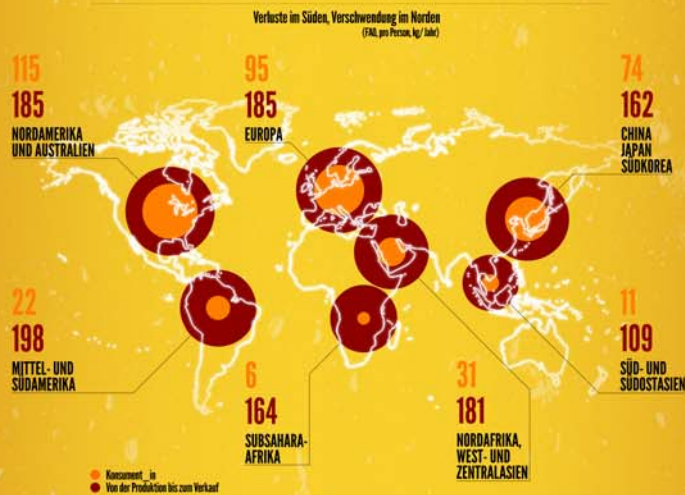 Verluste im Süden, Verschwendung im Norden
(FAO, pro Person, kg/Jahr)
115
185
NORDAMERIKA
UND AUSTRALIEN
95
185
EUROPA
74
162
CHINA
JAPAN
SÜDKOREA
22
198
MITTEL- UND
SÜDAMERIKA
6
164
SUBSAHARA-
AFRIKA
31
181
NORDAFRIKA,
WEST- UND
ZENTRALASIEN
11
109
SÜD- UND
SÜDOSTASIEN
Konsument_in
Von der Produktion bis zum Verkauf